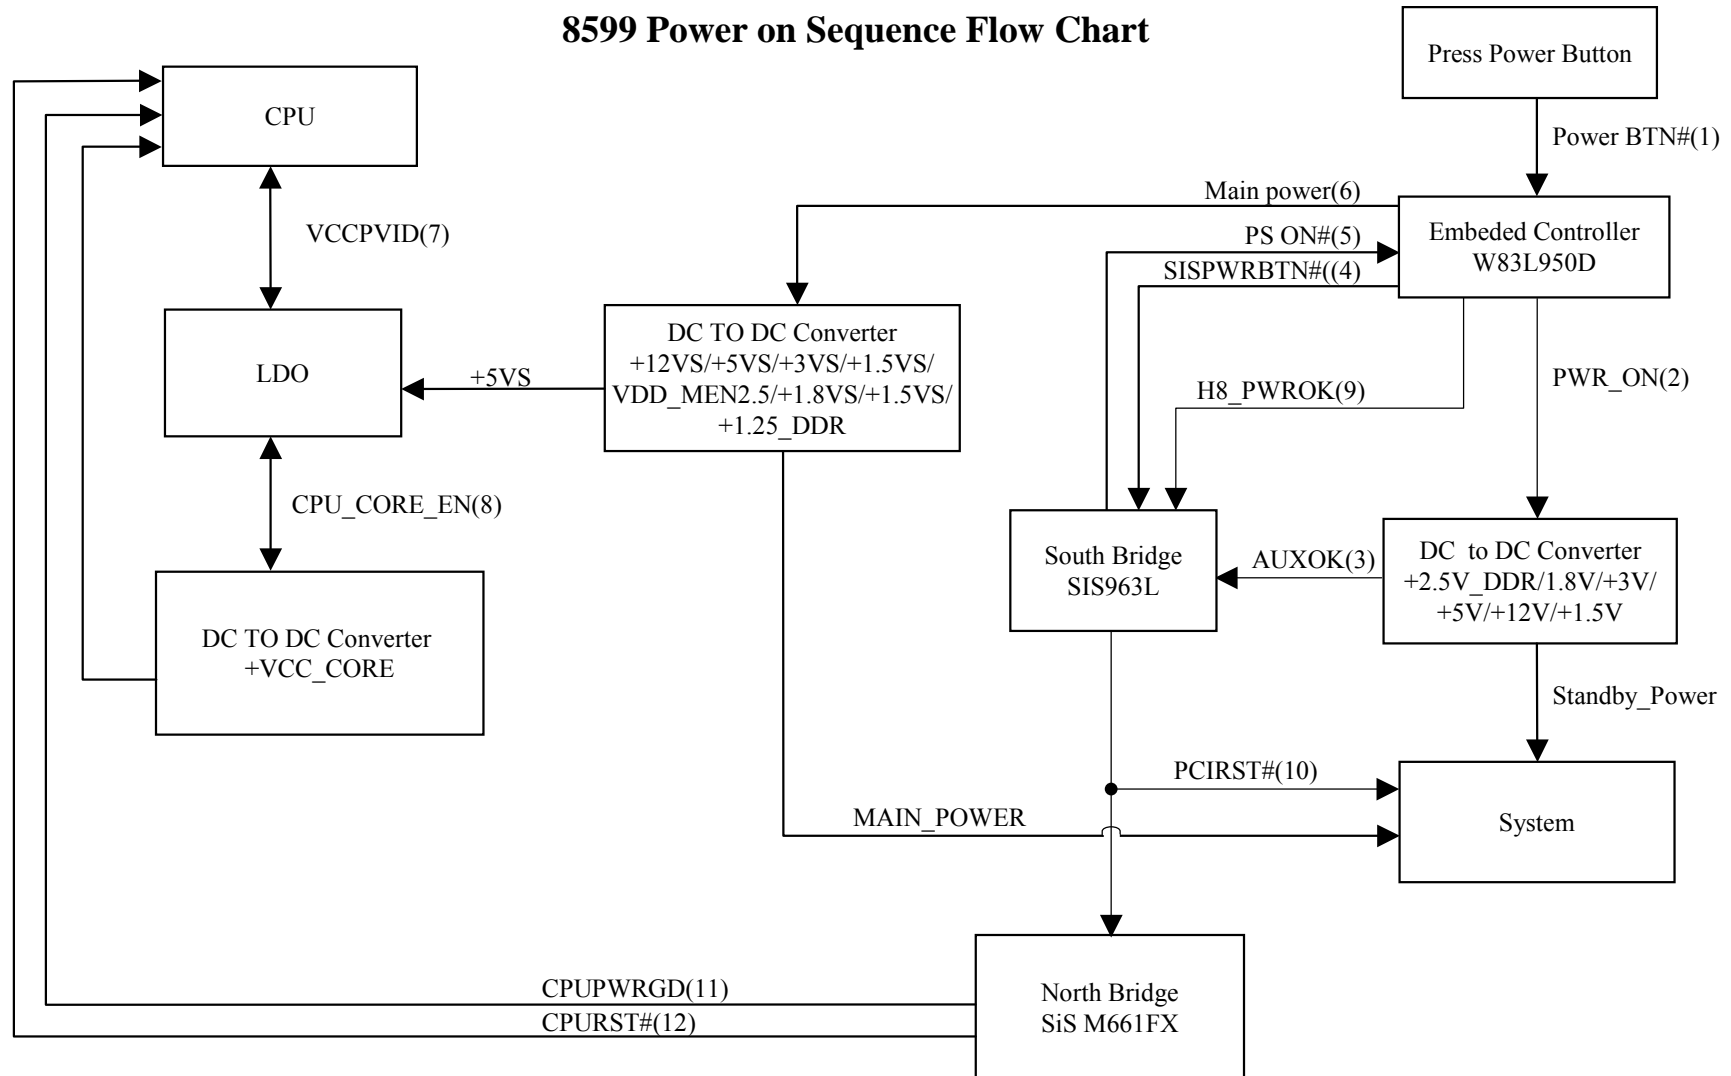 8599 Power on Sequence Flow Chart
Press Power Button
Power BTN#(1)
CPU
Main power(6)
PS ON#(5)
SISPWRBTN#((4)
Embeded Controller
W83L950D
VCCPVID(7)
DC TO DC Converter
+12VS/+5VS/+3VS/+1.5VS/
VDD_MEN2.5/+1.8VS/+1.5VS/
+1.25_DDR
LDO
+5VS
H8_PWROK(9)
PWR_ON(2)
CPU_CORE_EN(8)
South Bridge
SIS963L
AUXOK(3)
DC to DC Converter
+2.5V_DDR/1.8V/+3V/
+5V/+12V/+1.5V
DC TO DC Converter
+VCC_CORE
Standby_Power
PCIRST#(10)
MAIN_POWER
System
CPUPWRGD(11)
CPURST#(12)
North Bridge
SiS M661FX